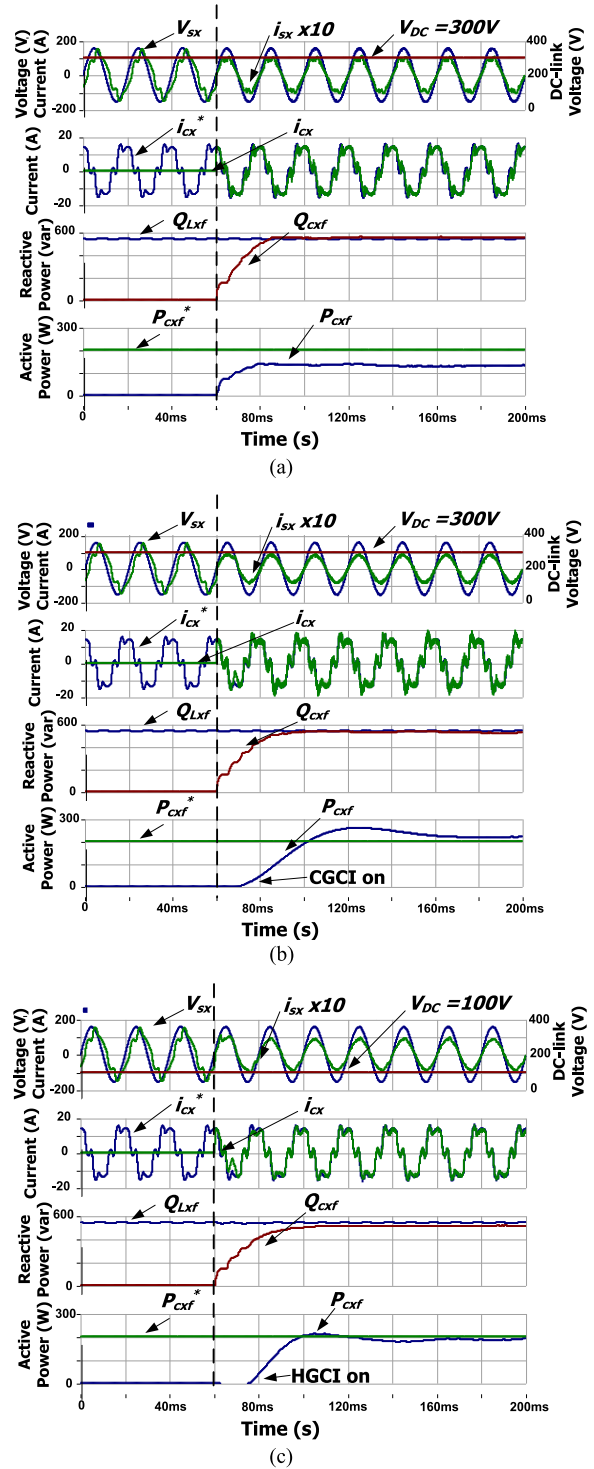 V_sx i_sx x10 V_DC =300V
Voltage (V)
Current (A)
200
0
-200
400
200
0
DC-link
Voltage (V)
i_cx* i_cx
Current (A)
20
0
-20
Q_Lxf Q_cxf
Reactive
Power (var)
600
0
P_cxf* P_cxf
Active
Power (W)
300
0
0 40ms 80ms 120ms 160ms 200ms
Time (s)
(a)
V_sx i_sx x10 V_DC =300V
Voltage (V)
Current (A)
200
0
-200
400
200
0
DC-link
Voltage (V)
i_cx* i_cx
Current (A)
20
0
-20
Q_Lxf Q_cxf
Reactive
Power (var)
600
0
P_cxf* P_cxf
Active
Power (W)
300
0
CGCI on
0 40ms 80ms 120ms 160ms 200ms
Time (s)
(b)
V_sx i_sx x10 V_DC =100V
Voltage (V)
Current (A)
200
0
-200
400
200
0
DC-link
Voltage (V)
i_cx* i_cx
Current (A)
20
0
-20
Q_Lxf Q_cxf
Reactive
Power (var)
600
0
P_cxf* P_cxf
Active
Power (W)
300
0
HGCI on
0 40ms 80ms 120ms 160ms 200ms
Time (s)
(c)